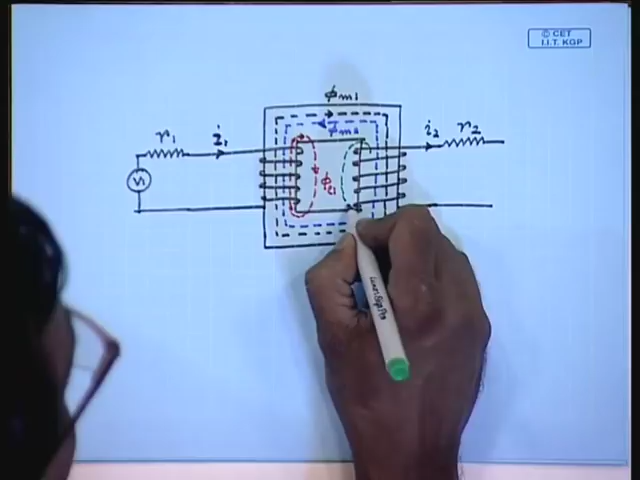 © CET
I.I.T. KGP
ϕm1
ϕm2
r1
i1
i2
r2
V1
ϕl1